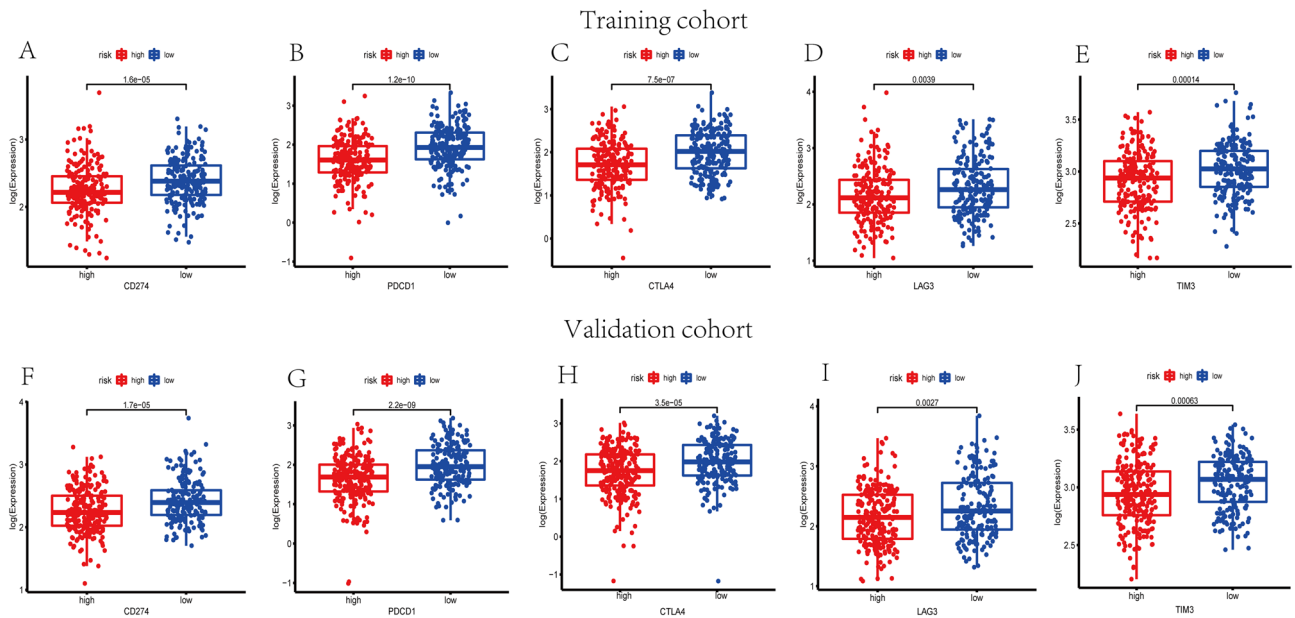 Training cohort
A
risk high low
1.6e−05
log(Expression)
3
2
high low
CD274
B
risk high low
1.2e−10
log(Expression)
3
2
1
0
−1
high low
PDCD1
C
risk high low
7.5e−07
log(Expression)
3
2
1
0
high low
CTLA4
D
risk high low
0.0039
log(Expression)
4
3
2
1
high low
LAG3
E
risk high low
0.00014
log(Expression)
3.5
3.0
2.5
high low
TIM3
Validation cohort
F
risk high low
1.7e−05
log(Expression)
4
3
2
1
high low
CD274
G
risk high low
2.2e−09
log(Expression)
3
2
1
0
−1
high low
PDCD1
H
risk high low
3.5e−05
log(Expression)
3
2
1
0
−1
high low
CTLA4
I
risk high low
0.0027
log(Expression)
4
3
2
1
high low
LAG3
J
risk high low
0.00063
log(Expression)
3.5
3.0
2.5
high low
TIM3